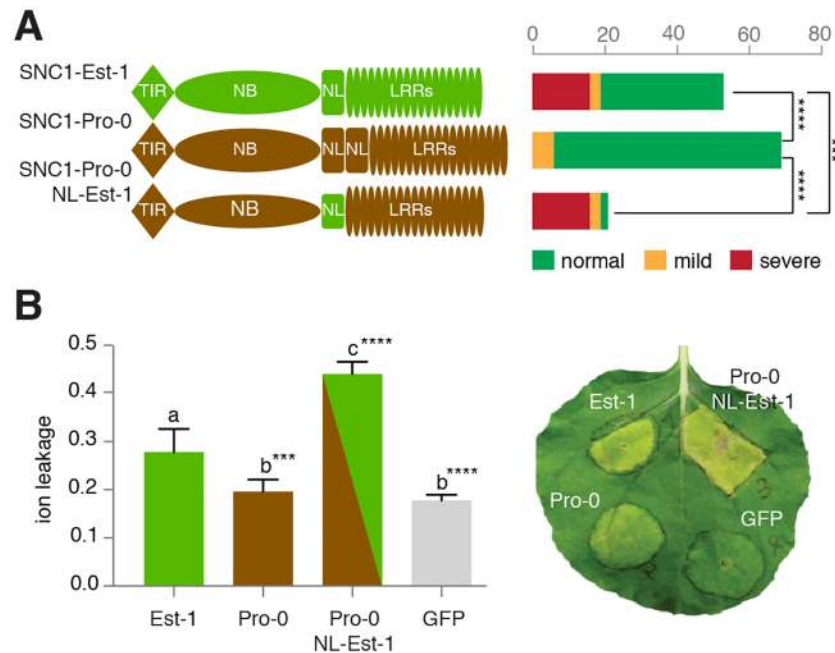 A
0 20 40 60 80
SNC1-Est-1
TIR NB NL LRRs
SNC1-Pro-0
TIR NB NL NL LRRs
SNC1-Pro-0
NL-Est-1
TIR NB NL LRRs
****
****
***
normal mild severe
B
ion leakage
0.5
0.4
0.3
0.2
0.1
0.0
a
b***
c****
b****
Est-1 Pro-0 Pro-0 GFP
NL-Est-1
Est-1
Pro-0
NL-Est-1
Pro-0
GFP